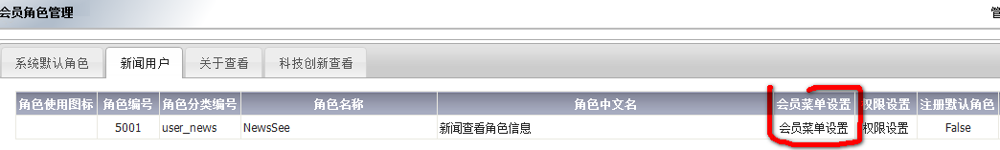 会员角色管理
系统默认角色 新闻用户 关于查看 科技创新查看
角色使用图标 角色编号 角色分类编号 角色名称 角色中文名 会员菜单设置 权限设置 注册默认角色
5001 user_news NewsSee 新闻查看角色信息 会员菜单设置 权限设置 False